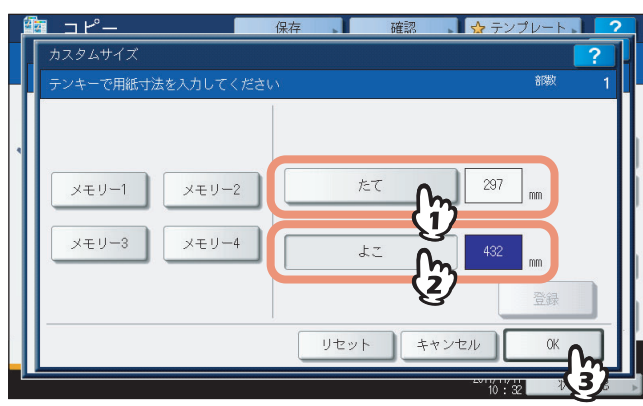 コピー 保存 確認 テンプレート ?
カスタムサイズ ?
テンキーで用紙寸法を入力してください 部数 1
メモリー1 メモリー2 たて 297 mm
1
メモリー3 メモリー4 よこ 432 mm
2
登録
リセット キャンセル OK
3
10:32